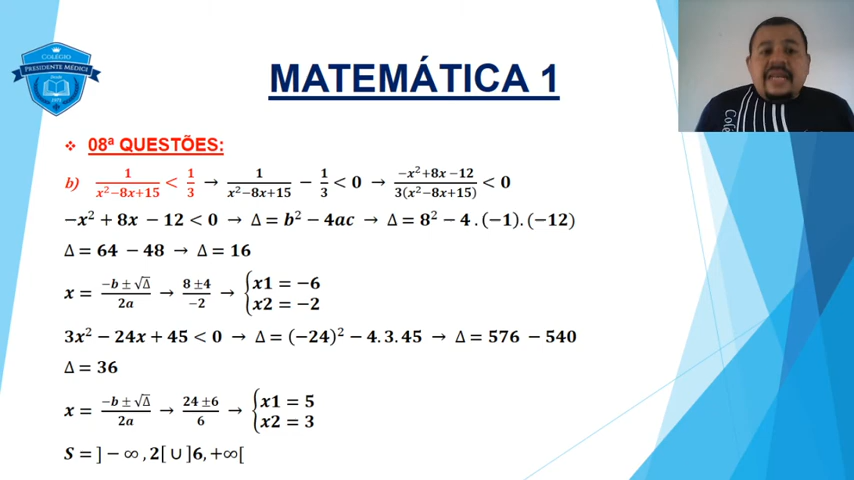 COLÉGIO
PRESIDENTE MÉDICI
MATEMÁTICA 1
❖ 08ª QUESTÕES:
b) 1/(x²−8x+15) < 1/3 → 1/(x²−8x+15) − 1/3 < 0 → (−x²+8x−12)/(3(x²−8x+15)) < 0
−x² + 8x − 12 < 0 → Δ = b² − 4ac → Δ = 8² − 4 . (−1). (−12)
Δ = 64 − 48 → Δ = 16
x = (−b ± √Δ)/2a → (8 ±4)/−2 → { x1 = −6
x2 = −2
3x² − 24x + 45 < 0 → Δ = (−24)² − 4. 3. 45 → Δ = 576 − 540
Δ = 36
x = (−b ± √Δ)/2a → (24 ±6)/6 → { x1 = 5
x2 = 3
S = ] − ∞ , 2[ ∪ ]6, +∞[